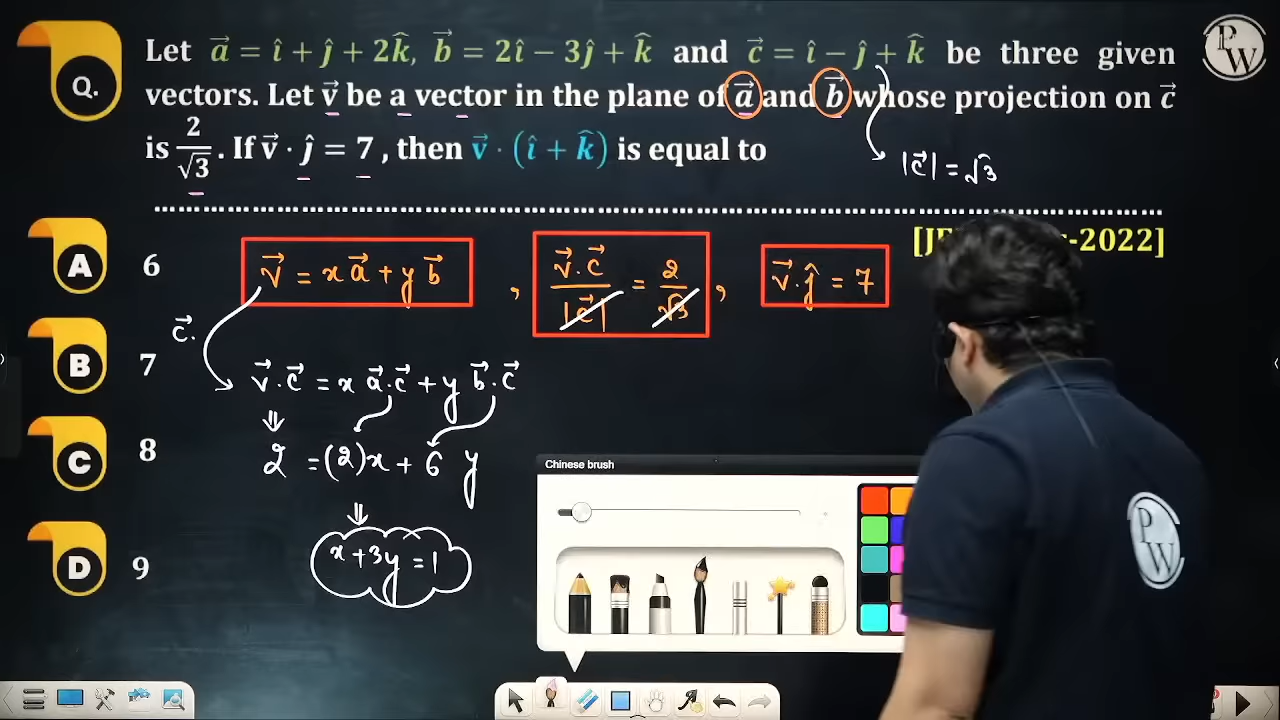 Q.
Let a⃗ = î + ĵ + 2k̂, b⃗ = 2î − 3ĵ + k̂ and c⃗ = î − ĵ + k̂ be three given
vectors. Let v⃗ be a vector in the plane of a⃗ and b⃗ whose projection on c⃗
is 2/√3. If v⃗ · ĵ = 7, then v⃗ · (î + k̂) is equal to
|c⃗| = √3
-2022]
A 6
B 7
C 8
D 9
v⃗ = x a⃗ + y b⃗ , v⃗.c⃗/|c⃗| = 2/√3 , v⃗.ĵ = 7
c⃗.
v⃗.c⃗ = x a⃗.c⃗ + y b⃗.c⃗
⇓
2 = (2)x + 6 y
⇓
x + 3y = 1
Chinese brush
PW
PW